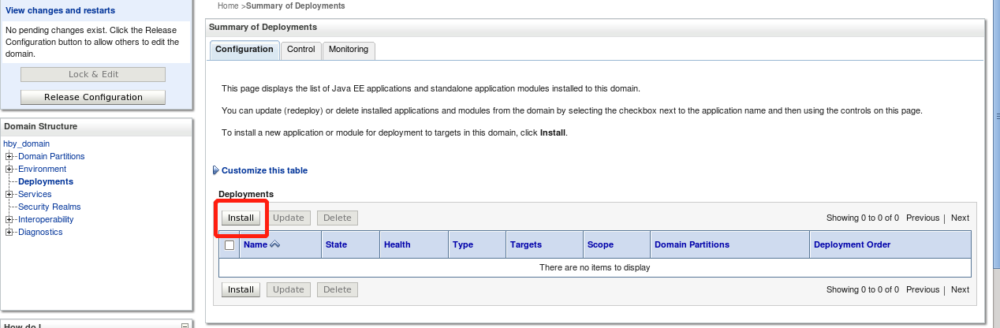 View changes and restarts
No pending changes exist. Click the Release
Configuration button to allow others to edit the
domain.
Lock & Edit
Release Configuration
Domain Structure
hby_domain
Domain Partitions
Environment
Deployments
Services
Security Realms
Interoperability
Diagnostics
How do I...
Home >Summary of Deployments
Summary of Deployments
Configuration Control Monitoring
This page displays the list of Java EE applications and standalone application modules installed to this domain.
You can update (redeploy) or delete installed applications and modules from the domain by selecting the checkbox next to the application name and then using the controls on this page.
To install a new application or module for deployment to targets in this domain, click Install.
Customize this table
Deployments
Install Update Delete Showing 0 to 0 of 0 Previous | Next
Name State Health Type Targets Scope Domain Partitions Deployment Order
There are no items to display
Install Update Delete Showing 0 to 0 of 0 Previous | Next